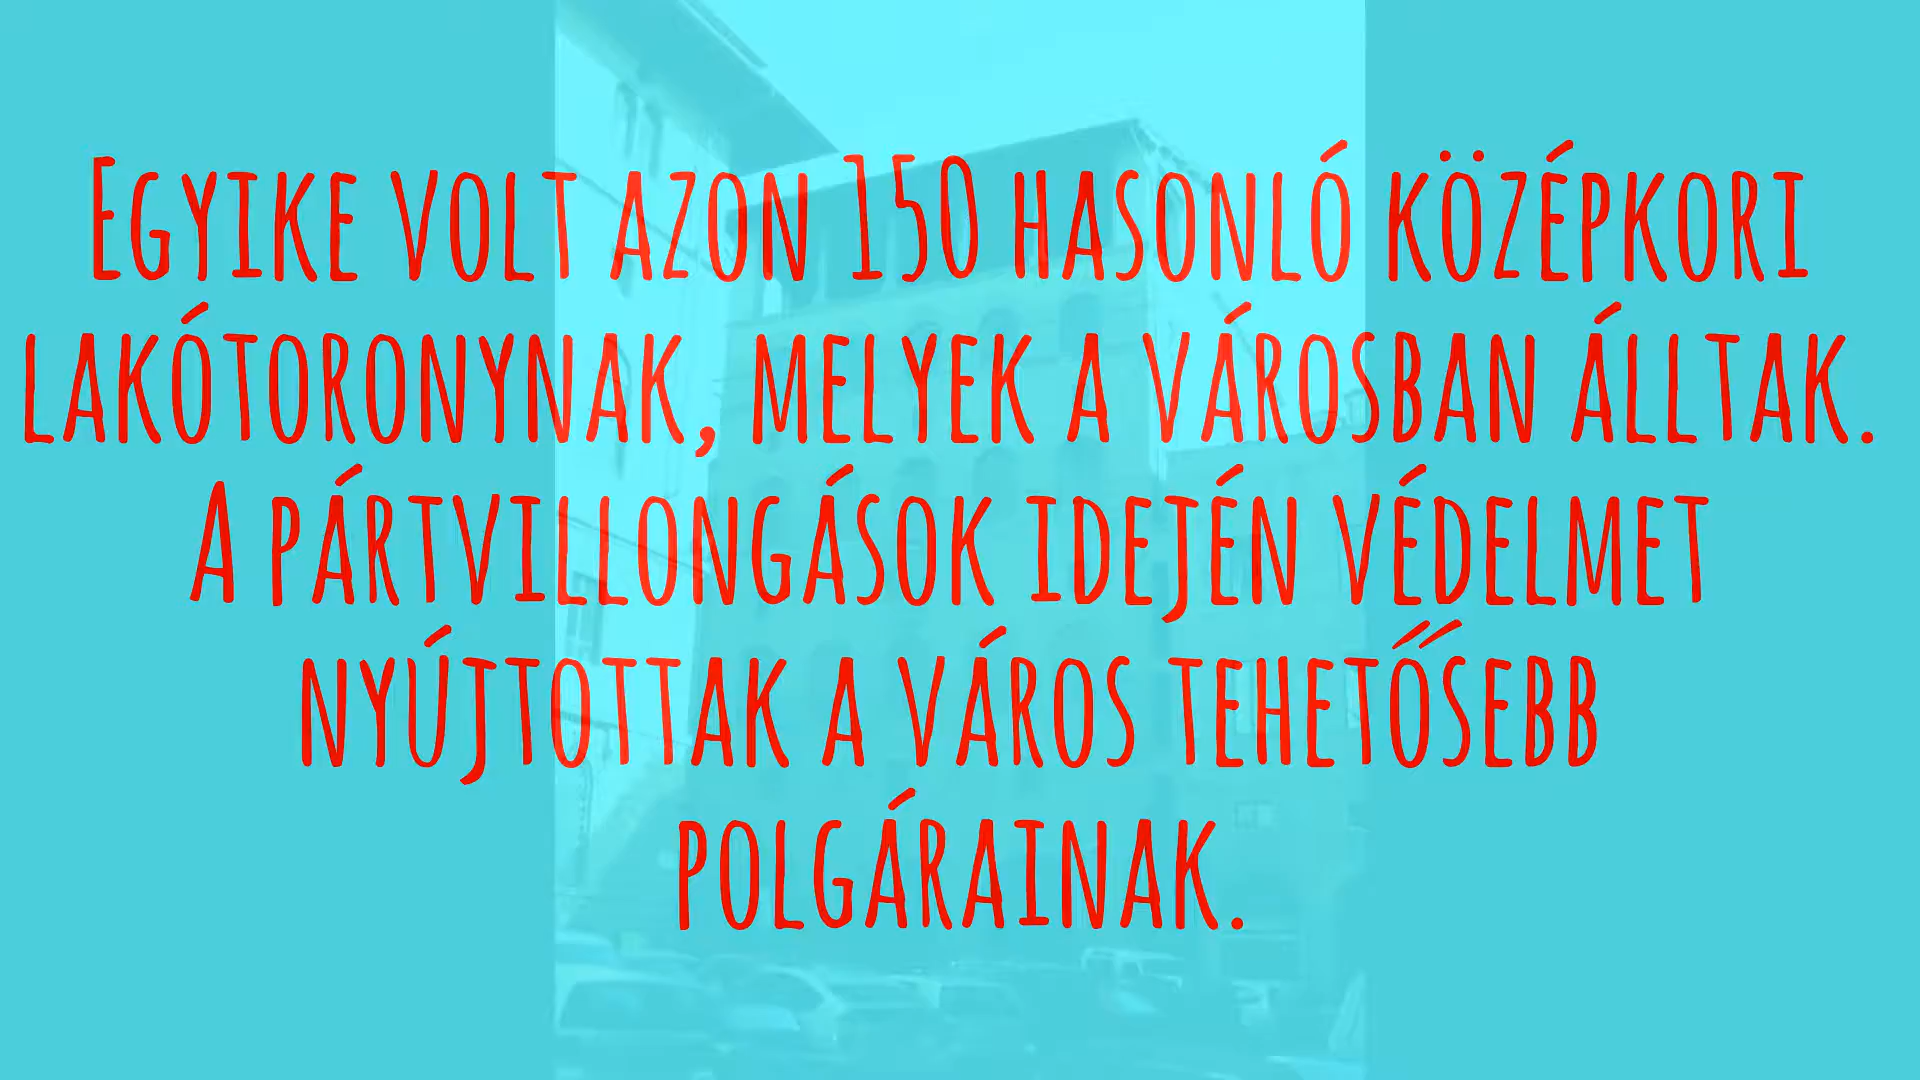 Egyike volt azon 150 hasonló középkori
lakótoronynak, melyek a városban álltak.
A pártvillongások idején védelmet
nyújtottak a város tehetősebb
polgárainak.